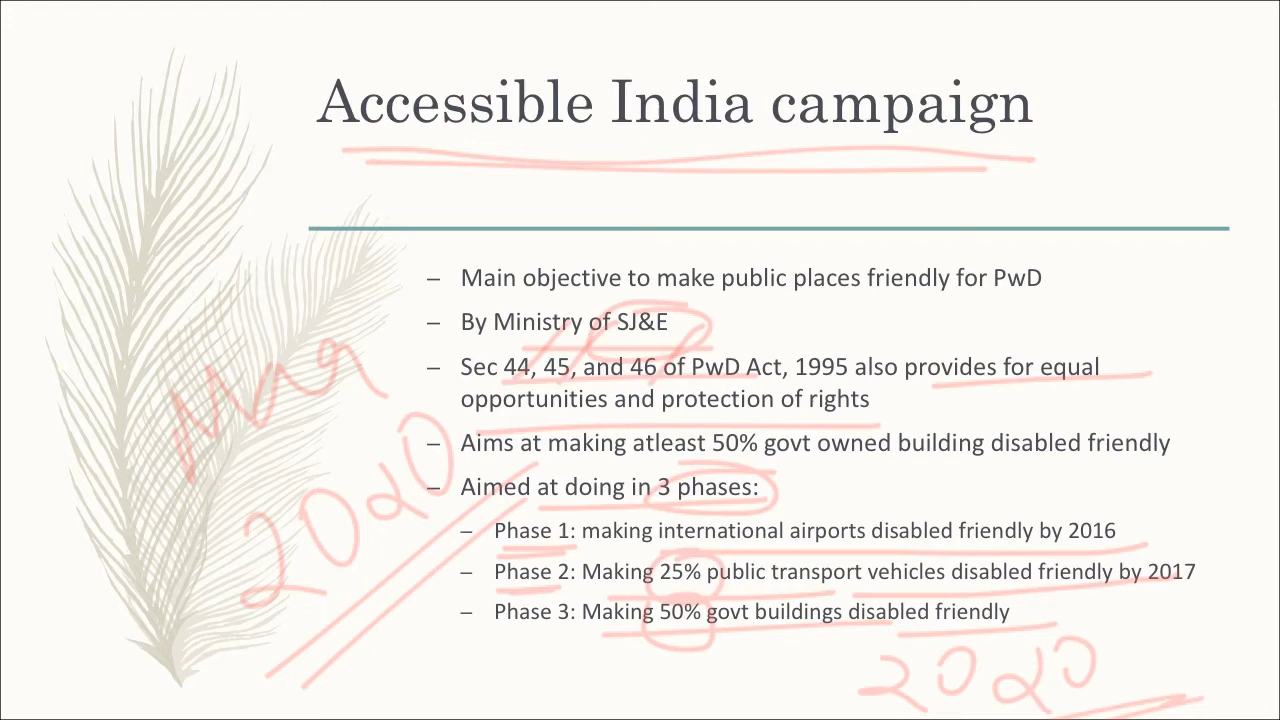 Accessible India campaign
– Main objective to make public places friendly for PwD
– By Ministry of SJ&E
– Sec 44, 45, and 46 of PwD Act, 1995 also provides for equal
opportunities and protection of rights
– Aims at making atleast 50% govt owned building disabled friendly
– Aimed at doing in 3 phases:
– Phase 1: making international airports disabled friendly by 2016
– Phase 2: Making 25% public transport vehicles disabled friendly by 2017
– Phase 3: Making 50% govt buildings disabled friendly
2020
2020